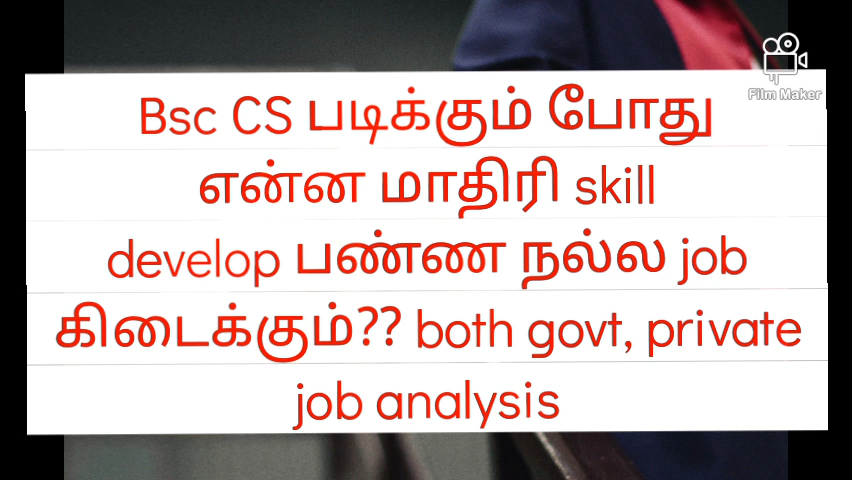 Film Maker
Bsc CS படிக்கும் போது
என்ன மாதிரி skill
develop பண்ண நல்ல job
கிடைக்கும்?? both govt, private
job analysis